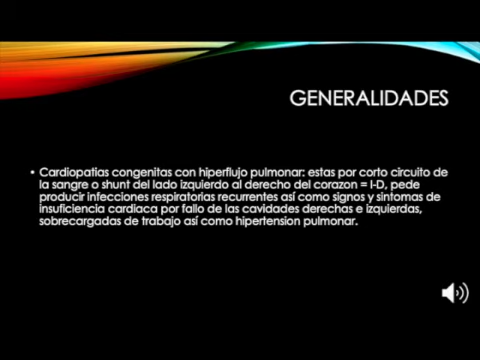 GENERALIDADES
• Cardiopatias congenitas con hiperflujo pulmonar: estas por corto circuito de
la sangre o shunt del lado izquierdo al derecho del corazon = I-D, pede
producir infecciones respiratorias recurrentes así como signos y sintomas de
insuficiencia cardiaca por fallo de las cavidades derechas e izquierdas,
sobrecargadas de trabajo así como hipertension pulmonar.